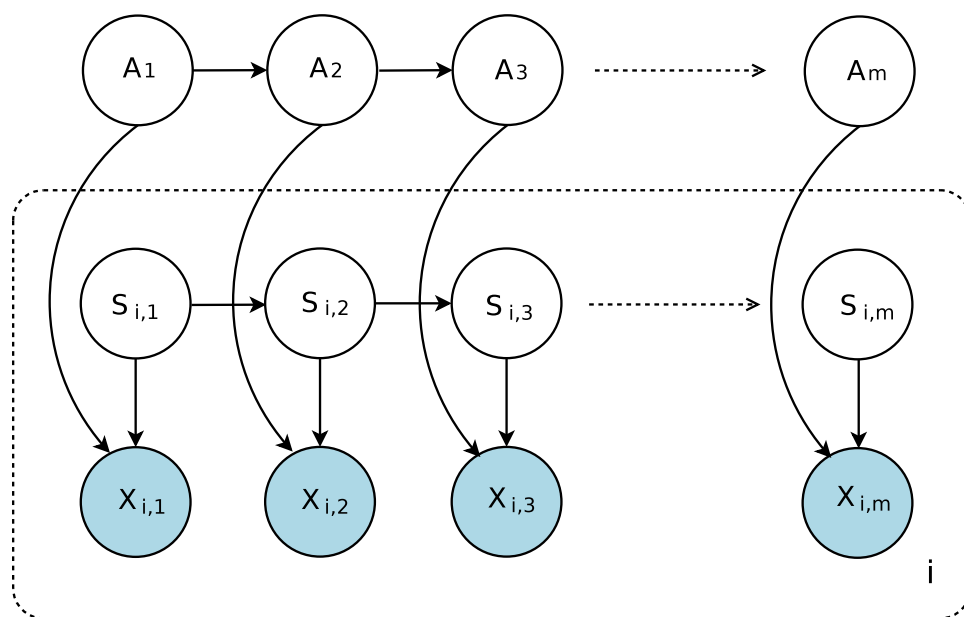 A1 A2 A3 Am
S i,1 S i,2 S i,3 S i,m
X i,1 X i,2 X i,3 X i,m
i